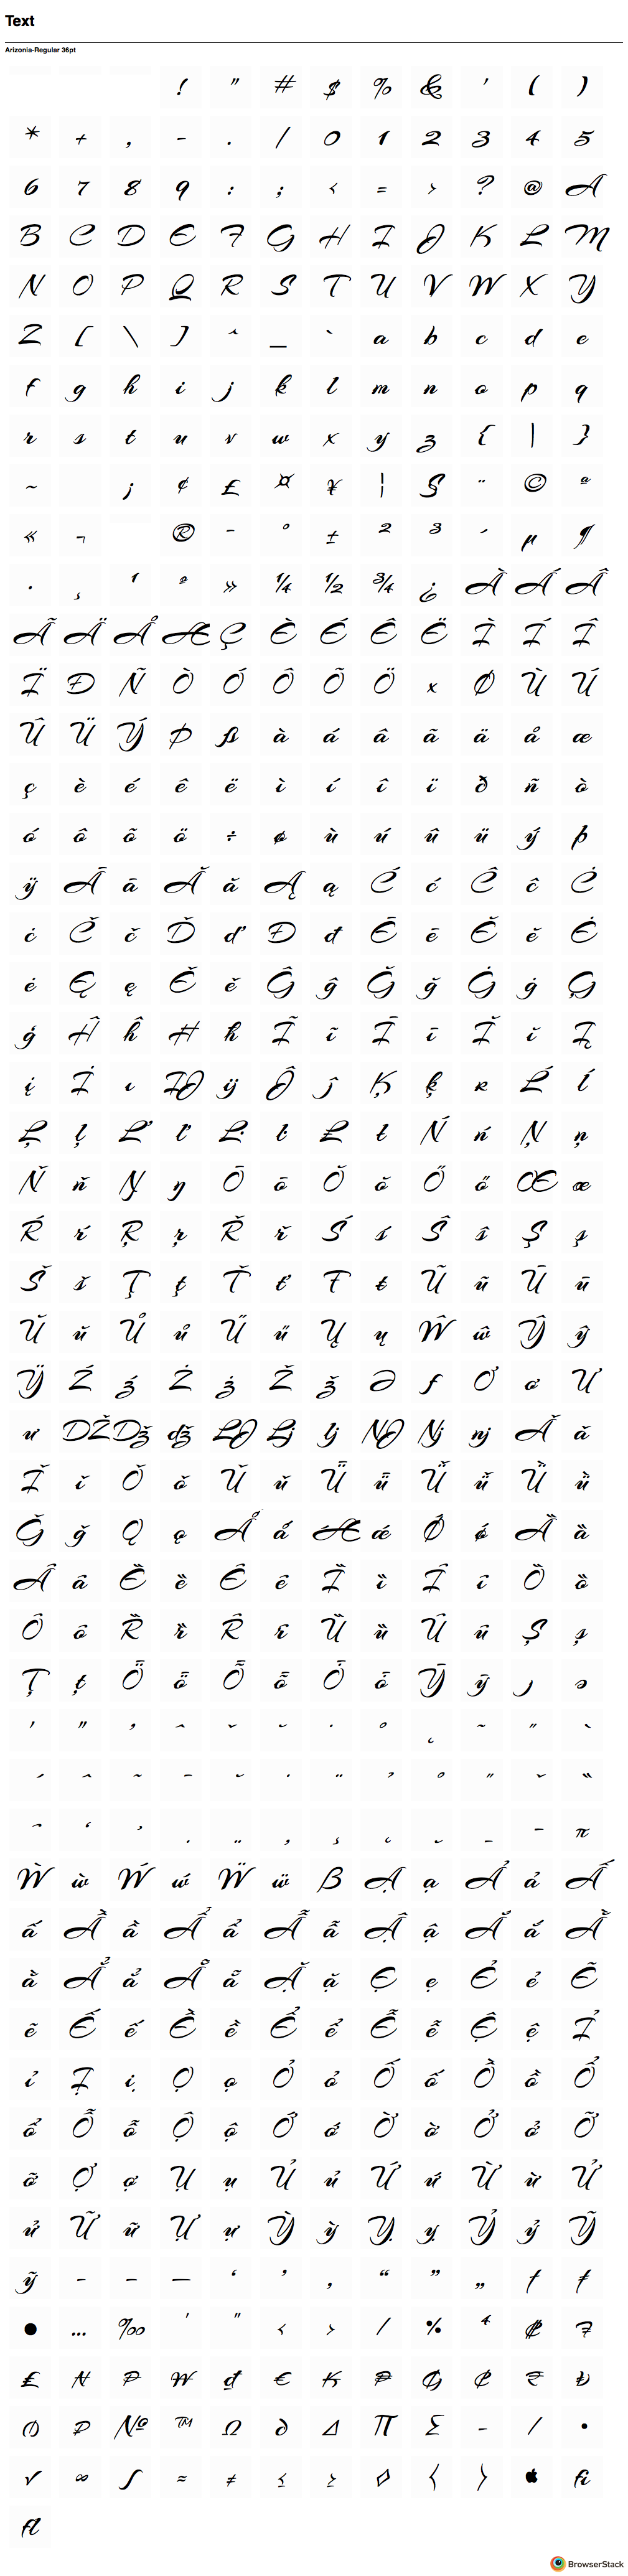 Text
Arizonia-Regular 36pt
! " # $ % & ' ( )
* + , - . / 0 1 2 3 4 5
6 7 8 9 : ; < = > ? @ A
B C D E F G H I J K L M
N O P Q R S T U V W X Y
Z [ \ ] ^ _ ` a b c d e
f g h i j k l m n o p q
r s t u v w x y z { | }
~ ¡ ¢ £ ¤ ¥ ¦ § ¨ © ª
« ¬ ® ¯ ° ± ² ³ ´ µ ¶
· ¸ ¹ º » ¼ ½ ¾ ¿ À Á Â
Ã Ä Å Æ Ç È É Ê Ë Ì Í Î
Ï Ð Ñ Ò Ó Ô Õ Ö × Ø Ù Ú
Û Ü Ý Þ ß à á â ã ä å æ
ç è é ê ë ì í î ï ð ñ ò
ó ô õ ö ÷ ø ù ú û ü ý þ
ÿ Ā ā Ă ă Ą ą Ć ć Ĉ ĉ Ċ
ċ Č č Ď ď Đ đ Ē ē Ĕ ĕ Ė
ė Ę ę Ě ě Ĝ ĝ Ğ ğ Ġ ġ Ģ
ģ Ĥ ĥ Ħ ħ Ĩ ĩ Ī ī Ĭ ĭ Į
į İ ı Ĳ ĳ Ĵ ĵ Ķ ķ ĸ Ĺ ĺ
Ļ ļ Ľ ľ Ŀ ŀ Ł ł Ń ń Ņ ņ
Ň ň Ŋ ŋ Ō ō Ŏ ŏ Ő ő Œ œ
Ŕ ŕ Ŗ ŗ Ř ř Ś ś Ŝ ŝ Ş ş
Š š Ţ ţ Ť ť Ŧ ŧ Ũ ũ Ū ū
Ŭ ŭ Ů ů Ű ű Ų ų Ŵ ŵ Ŷ ŷ
Ÿ Ź ź Ż ż Ž ž Ə ƒ Ơ ơ Ư
ư Ǆ ǅ ǆ Ǉ ǈ ǉ Ǌ ǋ ǌ Ǎ ǎ
Ǐ ǐ Ǒ ǒ Ǔ ǔ Ǖ ǖ Ǚ ǚ Ǜ ǜ
Ǧ ǧ Ǫ ǫ Ǻ ǻ Ǽ ǽ Ǿ ǿ Ȁ ȁ
Ȃ ȃ Ȅ ȅ Ȇ ȇ Ȉ ȉ Ȋ ȋ Ȍ ȍ
Ȏ ȏ Ȑ ȑ Ȓ ȓ Ȕ ȕ Ȗ ȗ Ș ș
Ț ț Ȫ ȫ Ȭ ȭ Ȱ ȱ Ȳ ȳ ȷ ə
π
Ẁ ẁ Ẃ ẃ Ẅ ẅ ẞ Ạ ạ Ả ả Ấ
ấ Ầ ầ Ẩ ẩ Ẫ ẫ Ậ ậ Ắ ắ Ằ
ằ Ẳ ẳ Ẵ ẵ Ặ ặ Ẹ ẹ Ẻ ẻ Ẽ
ẽ Ế ế Ề ề Ể ể Ễ ễ Ệ ệ Ỉ
ỉ Ị ị Ọ ọ Ỏ ỏ Ố ố Ồ ồ Ổ
ổ Ỗ ỗ Ộ ộ Ớ ớ Ờ ờ Ở ở Ỡ
ỡ Ợ ợ Ụ ụ Ủ ủ Ứ ứ Ừ ừ Ử
ử Ữ ữ Ự ự Ỳ ỳ Ỵ ỵ Ỷ ỷ Ỹ
ỹ ‒ – — ‘ ’ ‚ “ ” „ † ‡
• … ‰ ′ ″ ‹ › ⁄ ⁴ ₣
₤ ₦ ₩ ₫ € ₭ ₱ ₲ ₵ ₹
№ ™ Ω ∂ ∆ ∏ ∑ − ∕ ∙
√ ∞ ∫ ≈ ≠ ≤ ≥ ◊ ⟨ ⟩ fi
fl
BrowserStack